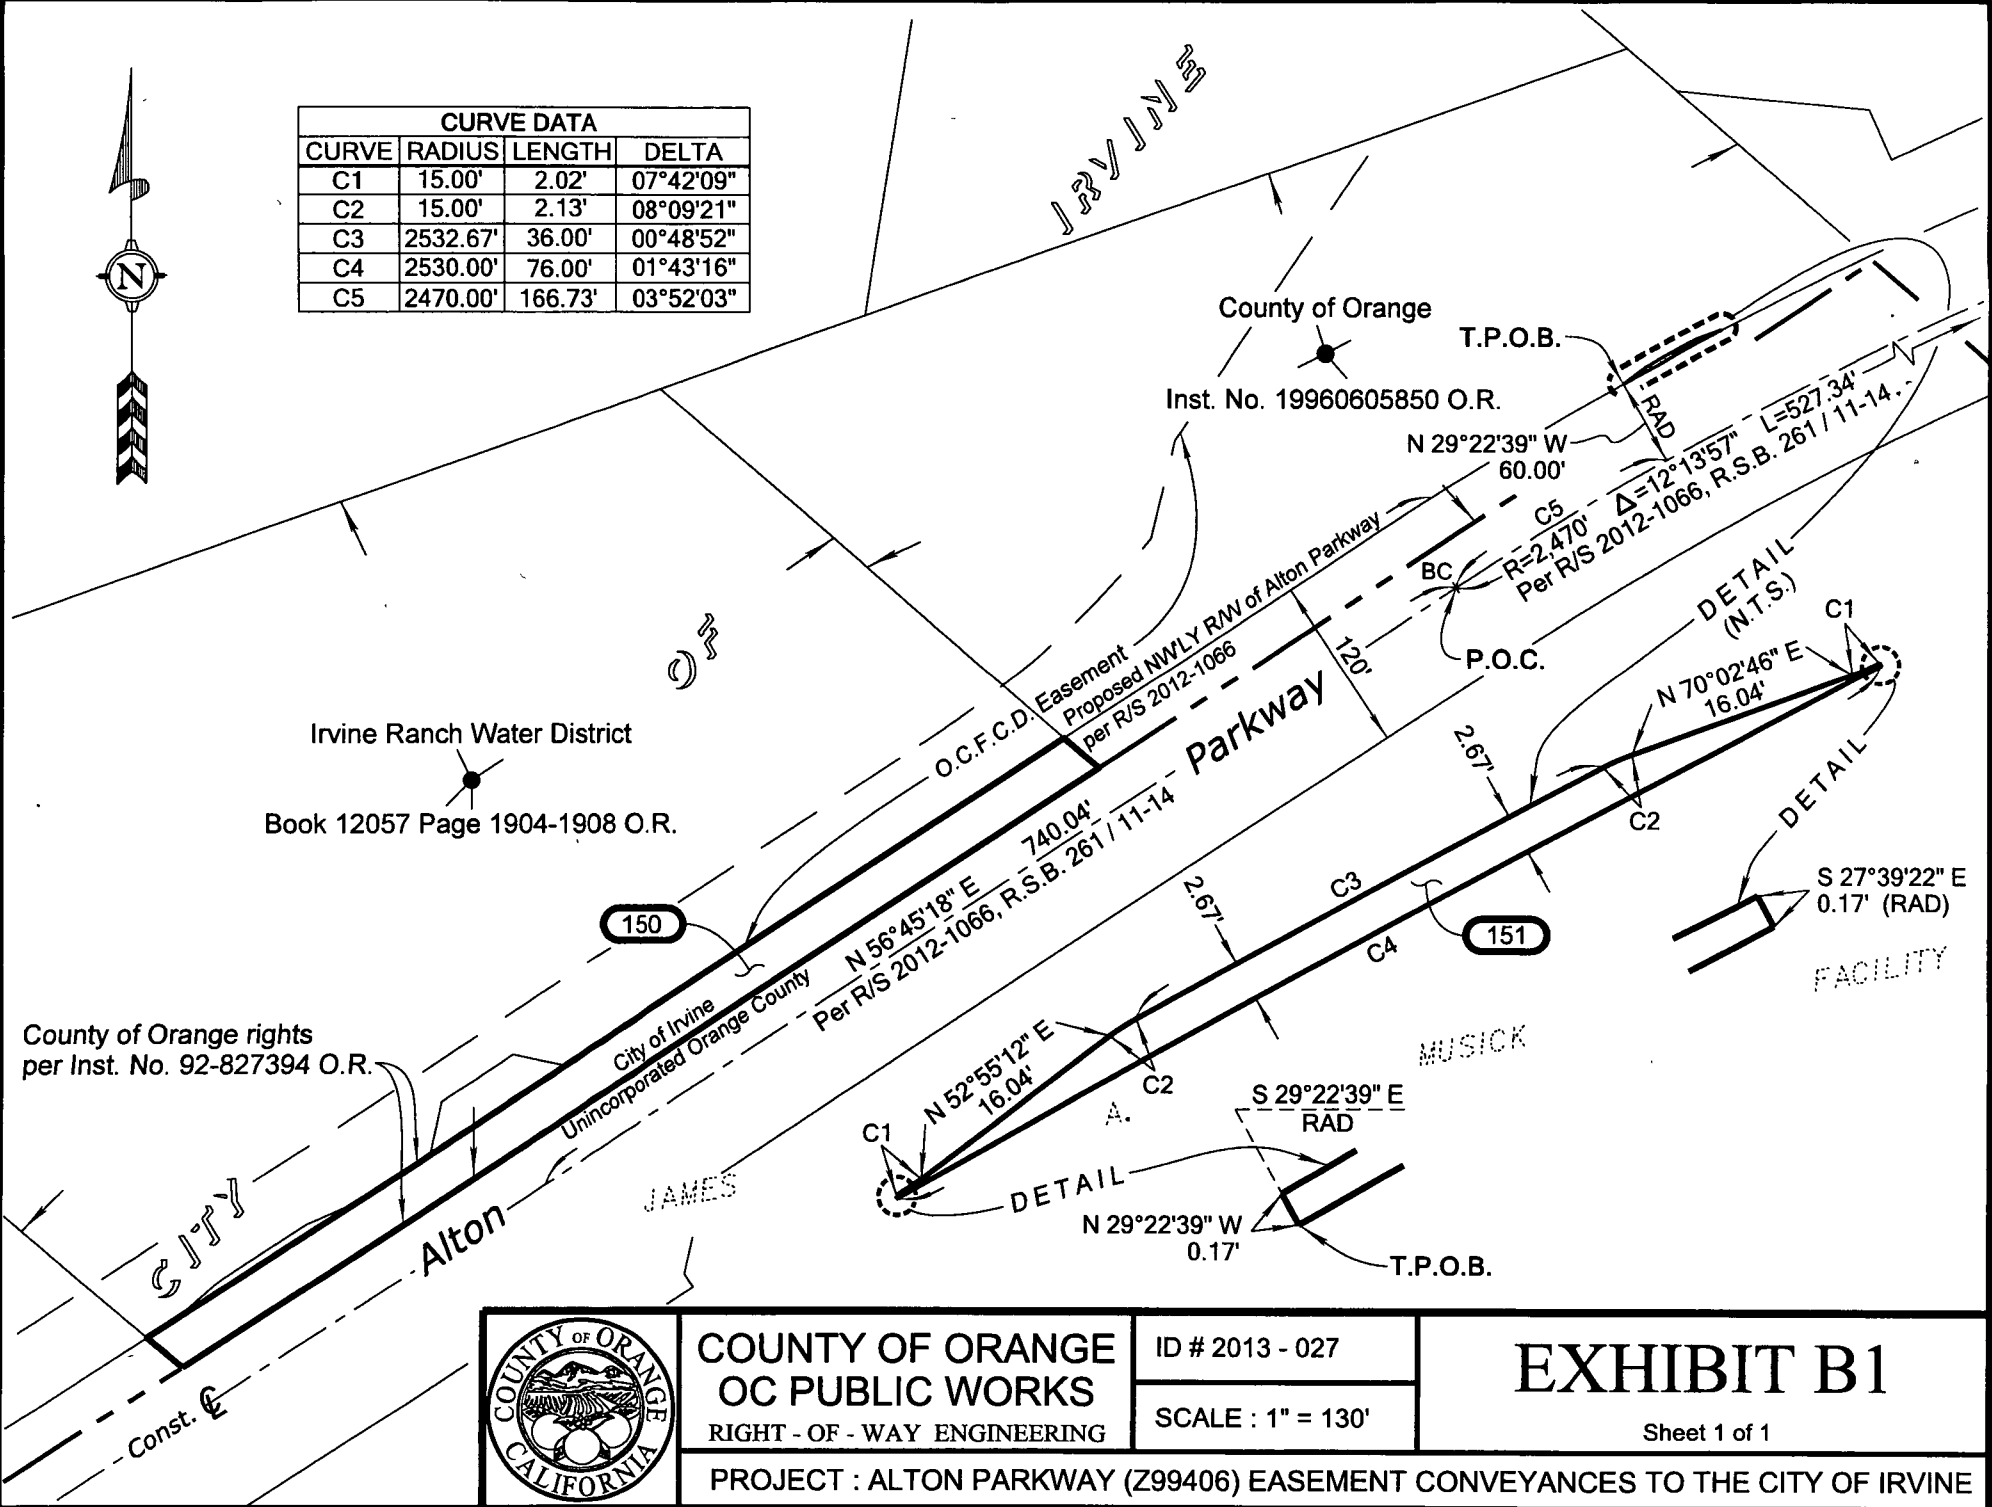 CURVE DATA
CURVE RADIUS LENGTH DELTA
C1 15.00' 2.02' 07°42'09"
C2 15.00' 2.13' 08°09'21"
C3 2532.67' 36.00' 00°48'52"
C4 2530.00' 76.00' 01°43'16"
C5 2470.00' 166.73' 03°52'03"
N
IRVINE
OF
CITY
County of Orange
Inst. No. 19960605850 O.R.
T.P.O.B.
RAD
N 29°22'39" W
60.00'
C5
R=2,470' Δ=12°13'57" L=527.34'
Per R/S 2012-1066, R.S.B. 261 / 11-14
BC
P.O.C.
DETAIL
(N.T.S.)
O.C.F.C.D. Easement
Proposed NW'LY R/W of Alton Parkway
per R/S 2012-1066
120'
Irvine Ranch Water District
Book 12057 Page 1904-1908 O.R.
150
City of Irvine
Unincorporated Orange County
N 56°45'18" E 740.04'
Per R/S 2012-1066, R.S.B. 261 / 11-14
Alton Parkway
County of Orange rights
per Inst. No. 92-827394 O.R.
Const. CL
C1
N 70°02'46" E
16.04'
2.67'
C2
DETAIL
S 27°39'22" E
0.17' (RAD)
C3
C4
151
2.67'
N 52°55'12" E
16.04'
C2
C1
DETAIL
S 29°22'39" E
RAD
N 29°22'39" W
0.17'
T.P.O.B.
JAMES A. MUSICK FACILITY
COUNTY OF ORANGE
CALIFORNIA
COUNTY OF ORANGE
OC PUBLIC WORKS
RIGHT - OF - WAY ENGINEERING
ID # 2013 - 027
SCALE : 1" = 130'
EXHIBIT B1
Sheet 1 of 1
PROJECT : ALTON PARKWAY (Z99406) EASEMENT CONVEYANCES TO THE CITY OF IRVINE